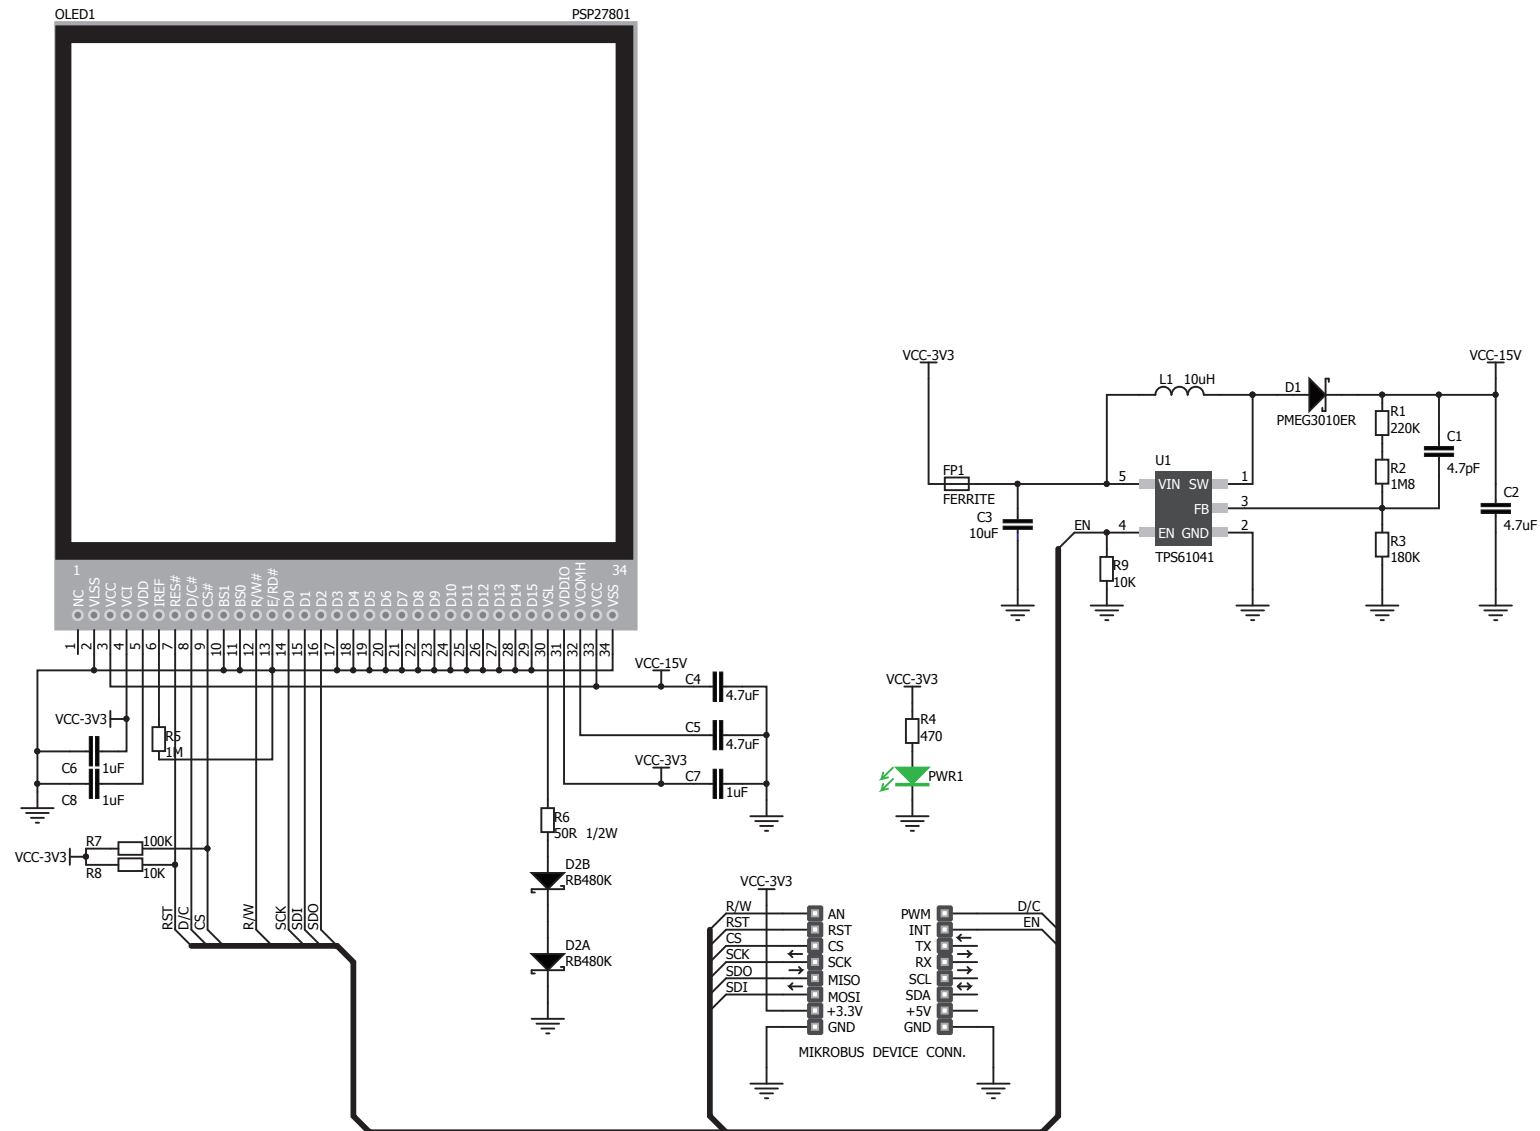 OLED1 PSP27801
1 34
NC VLSS VCC VCI VDD IREF RES# D/C# CS# BS1 BS0 R/W# E/RD# D0 D1 D2 D3 D4 D5 D6 D7 D8 D9 D10 D11 D12 D13 D14 D15 VSL VDDIO VCOMH VCC VSS
1 2 3 4 5 6 7 8 9 10 11 12 13 14 15 16 17 18 19 20 21 22 23 24 25 26 27 28 29 30 31 32 33 34
VCC-15V
C4
4.7uF
VCC-3V3
R5
1M
C5
4.7uF
C6 1uF
VCC-3V3
C7
1uF
C8 1uF
R6
50R 1/2W
R7 100K
VCC-3V3
R8 10K
D2B
RB480K
RST D/C CS R/W SCK SDI SDO
D2A
RB480K
VCC-3V3
VCC-15V
L1 10uH
D1
PMEG3010ER
R1
220K
C1
4.7pF
R2
1M8
U1
FP1
FERRITE
5 VIN SW 1
FB 3
EN 4 EN GND 2
TPS61041
C3
10uF
C2
4.7uF
R3
180K
R9
10K
VCC-3V3
R4
470
PWR1
VCC-3V3
R/W AN PWM D/C
RST RST INT EN
CS CS TX
SCK SCK RX
SDO MISO SCL
SDI MOSI SDA
+3.3V +5V
GND GND
MIKROBUS DEVICE CONN.